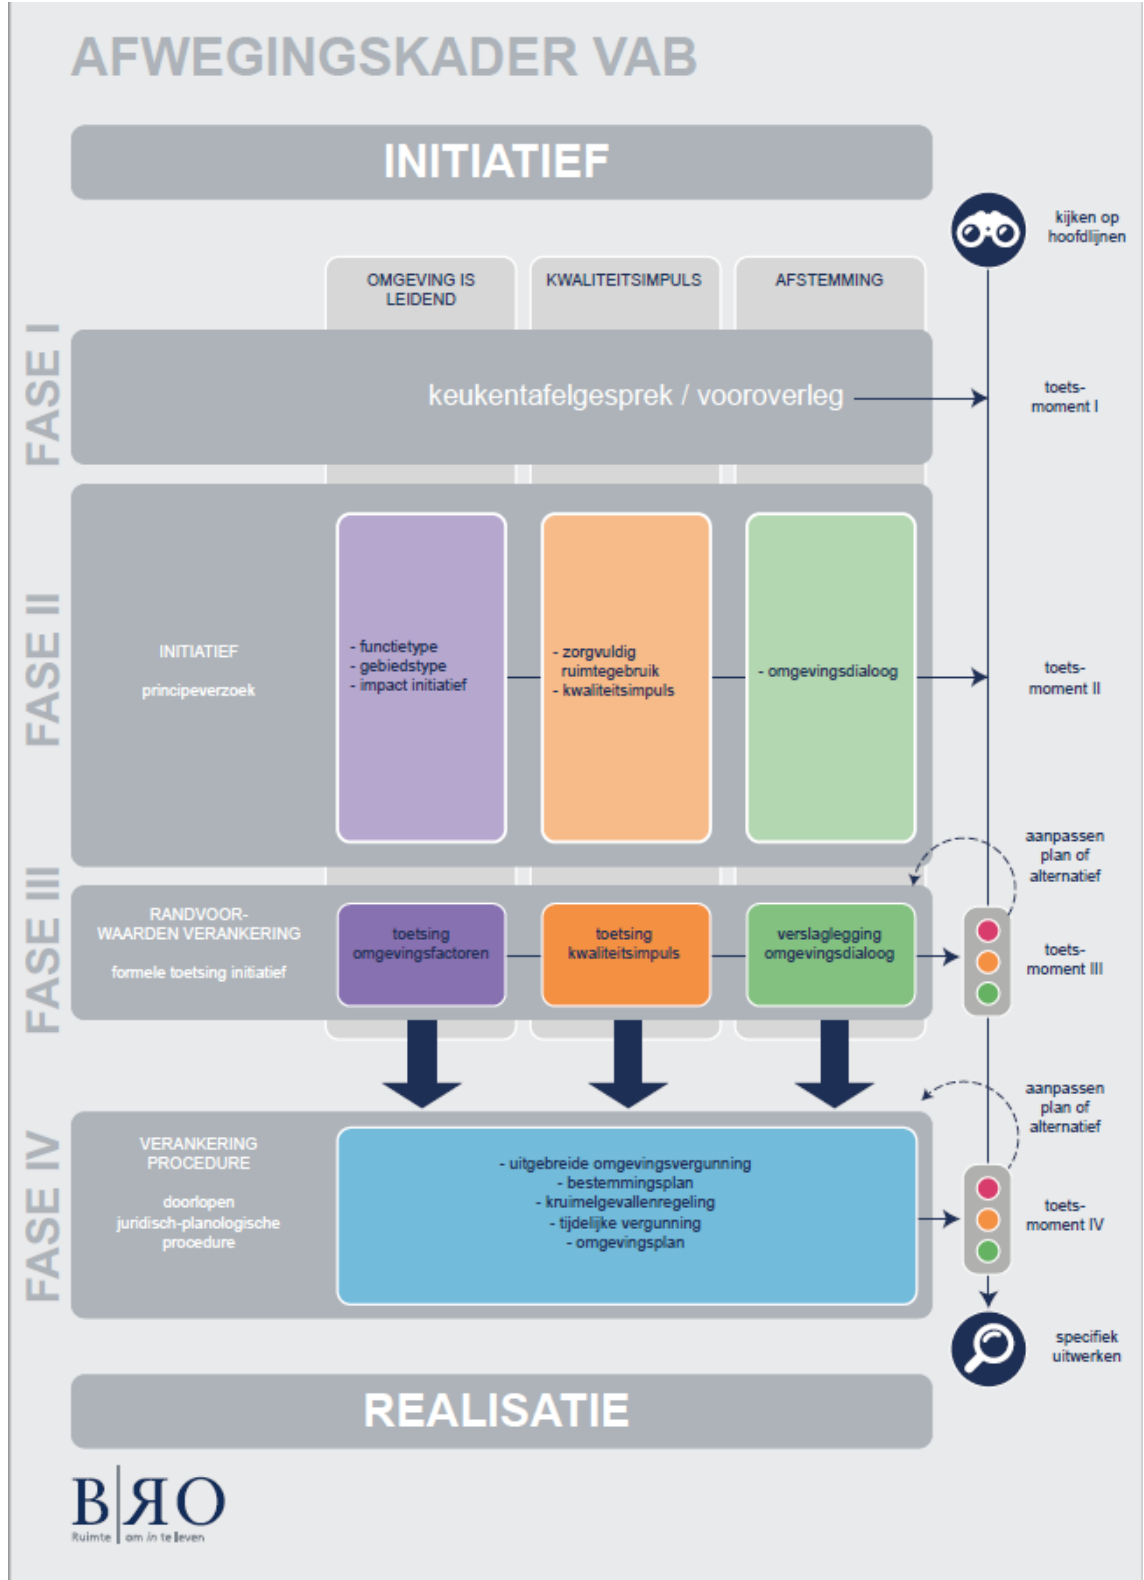 AFWEGINGSKADER VAB
INITIATIEF
kijken op
hoofdlijnen
OMGEVING IS
LEIDEND
KWALITEITSIMPULS
AFSTEMMING
FASE I
keukentafelgesprek / vooroverleg
toets-
moment I
FASE II
INITIATIEF
principeverzoek
- functietype
- gebiedstype
- impact initiatief
- zorgvuldig
ruimtegebruik
- kwaliteitsimpuls
- omgevingsdialoog
toets-
moment II
aanpassen
plan of
alternatief
FASE III
RANDVOOR-
WAARDEN VERANKERING
formele toetsing initiatief
toetsing
omgevingsfactoren
toetsing
kwaliteitsimpuls
verslaglegging
omgevingsdialoog
toets-
moment III
aanpassen
plan of
alternatief
FASE IV
VERANKERING
PROCEDURE
doorlopen
juridisch-planologische
procedure
- uitgebreide omgevingsvergunning
- bestemmingsplan
- kruimelgevallenregeling
- tijdelijke vergunning
- omgevingsplan
toets-
moment IV
specifiek
uitwerken
REALISATIE
BRO
Ruimte om in te leven